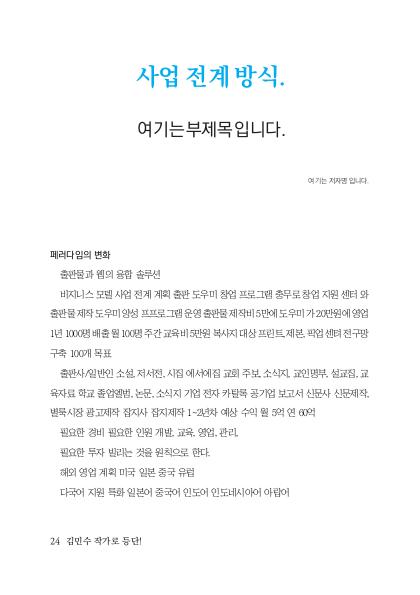 사업 전계 방식.
여기는부제목입니다.
여기는 저자명 입니다.
페러다임의 변화
출판물과 웹의 융합 솔루션
비지니스 모델 사업 전계 계획 출판 도우미 창업 프로그램 충무로 창업 지원 센터 와
출판물 제작 도우미 양성 프프로그램 운영 출판물 제작비 5만에 도우미 가 20만원에 영업
1년 1000명 배출 월 100명 주간 교육비 5만원 복사지 대상 프린트, 제본, 픽업 센터 전구망
구축 100개 목표
출판사/일반인 소설, 저서전, 시집 에서에집 교회 주보, 소식지, 교인명부, 설교집, 교
육자료 학교 졸업엘범, 논문, 소식지 기업 전자 카탈록 공기업 보고서 신문사 신문제작,
별룩시장 광고제작 잡지사 잡지제작 1~2년차 예상 수익 월 5억 연 60억
필요한 경비 필요한 인원 개발, 교육, 영업, 관리,
필요한 투자 빌리는 것을 원칙으로 한다.
해외 영업 계획 미국 일본 중국 유럽
다국어 지원 특화 일본어 중국어 인도어 인도네시아어 아랍어
24 김민수 작가로 등단!